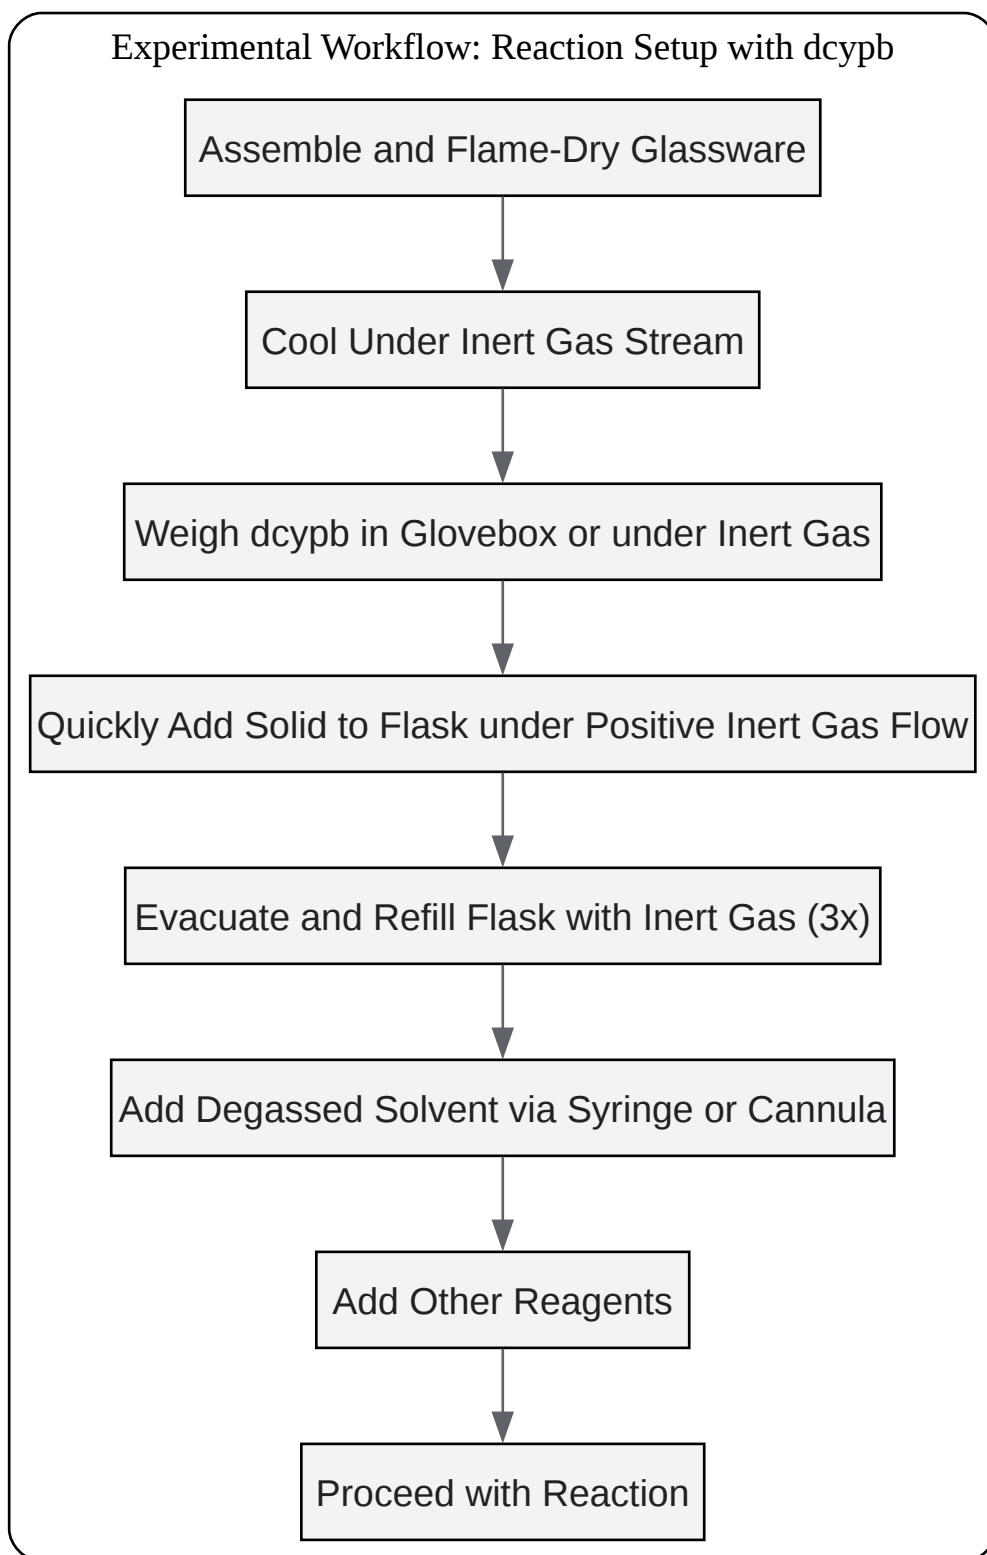 Experimental Workflow: Reaction Setup with dcypb
Assemble and Flame-Dry Glassware
Cool Under Inert Gas Stream
Weigh dcypb in Glovebox or under Inert Gas
Quickly Add Solid to Flask under Positive Inert Gas Flow
Evacuate and Refill Flask with Inert Gas (3x)
Add Degassed Solvent via Syringe or Cannula
Add Other Reagents
Proceed with Reaction